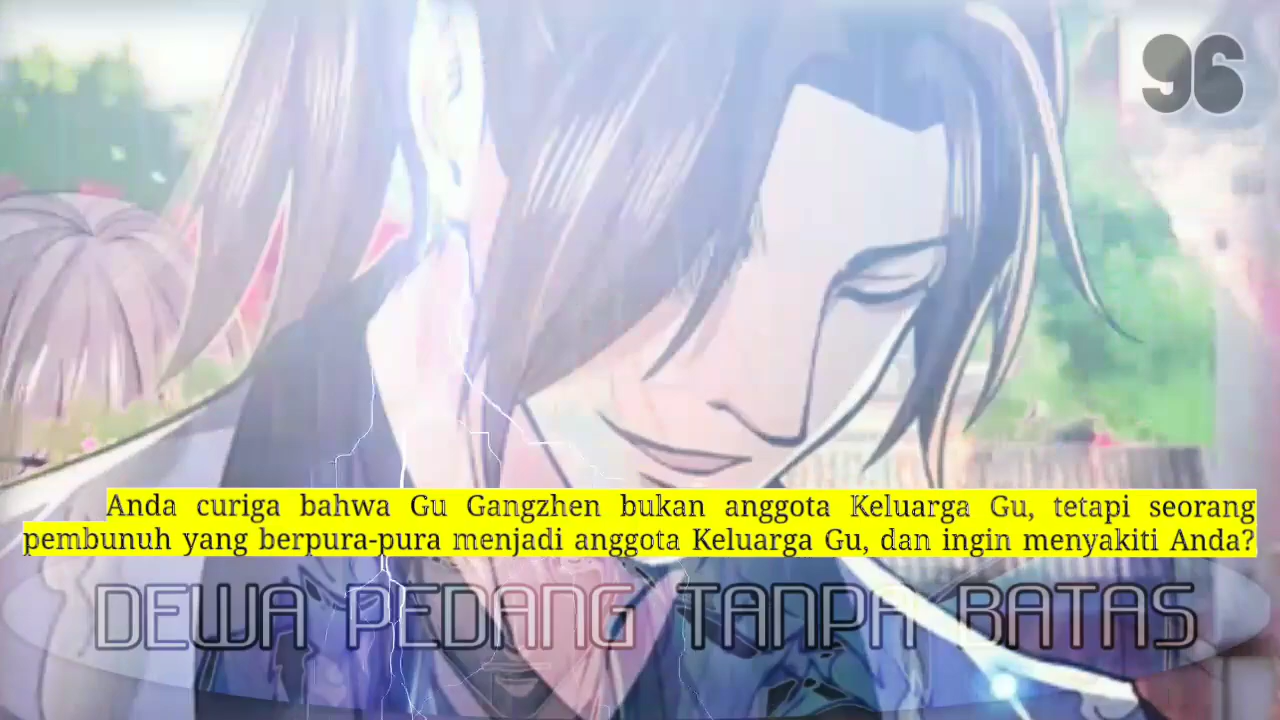 96
Anda curiga bahwa Gu Gangzhen bukan anggota Keluarga Gu, tetapi seorang
pembunuh yang berpura-pura menjadi anggota Keluarga Gu, dan ingin menyakiti Anda?
DEWA PEDANG TANPA BATAS